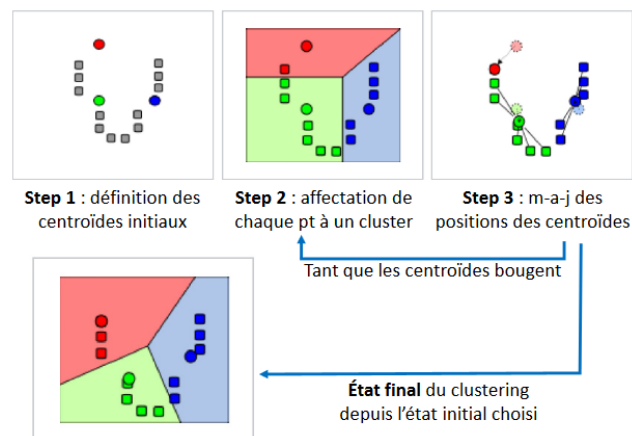 Step 1 : définition des
centroïdes initiaux
Step 2 : affectation de
chaque pt à un cluster
Step 3 : m-a-j des
positions des centroïdes
Tant que les centroïdes bougent
État final du clustering
depuis l’état initial choisi